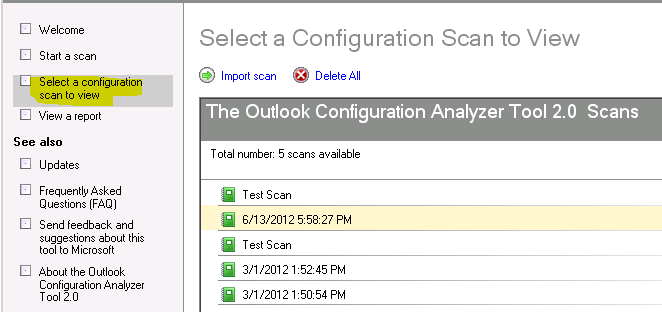 Welcome
Start a scan
Select a configuration
scan to view
View a report
See also
Updates
Frequently Asked
Questions (FAQ)
Send feedback and
suggestions about this
tool to Microsoft
About the Outlook
Configuration Analyzer
Tool 2.0
Select a Configuration Scan to View
Import scan Delete All
The Outlook Configuration Analyzer Tool 2.0 Scans
Total number: 5 scans available
Test Scan
6/13/2012 5:58:27 PM
Test Scan
3/1/2012 1:52:45 PM
3/1/2012 1:50:54 PM